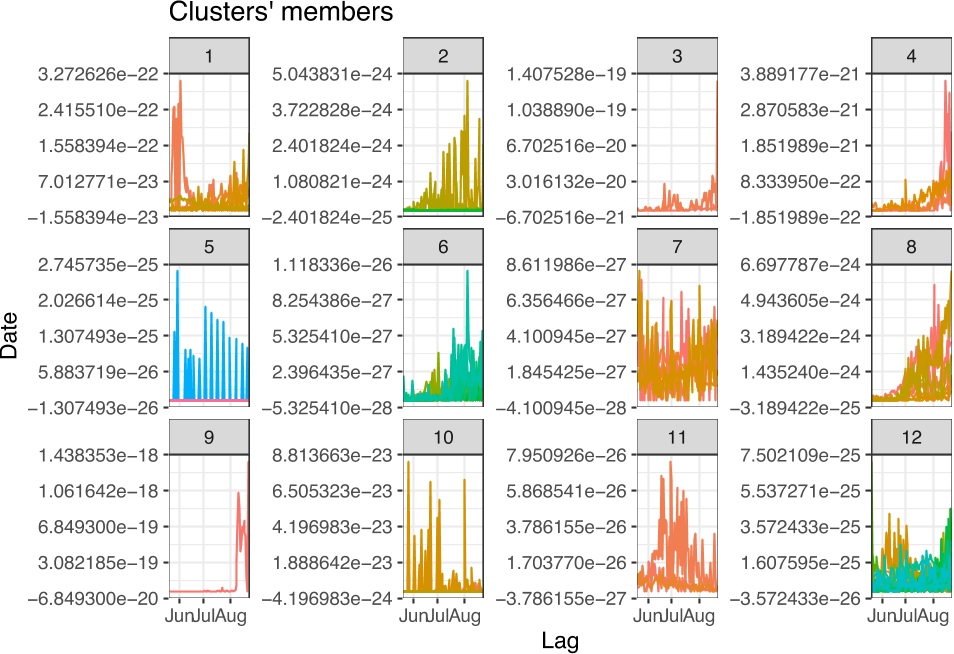 Clusters' members
1 2 3 4
3.272626e−22 5.043831e−24 1.407528e−19 3.889177e−21
2.415510e−22 3.722828e−24 1.038890e−19 2.870583e−21
1.558394e−22 2.401824e−24 6.702516e−20 1.851989e−21
7.012771e−23 1.080821e−24 3.016132e−20 8.333950e−22
−1.558394e−23 −2.401824e−25 −6.702516e−21 −1.851989e−22
5 6 7 8
2.745735e−25 1.118336e−26 8.611986e−27 6.697787e−24
2.026614e−25 8.254386e−27 6.356466e−27 4.943605e−24
1.307493e−25 5.325410e−27 4.100945e−27 3.189422e−24
5.883719e−26 2.396435e−27 1.845425e−27 1.435240e−24
−1.307493e−26 −5.325410e−28 −4.100945e−28 −3.189422e−25
9 10 11 12
1.438353e−18 8.813663e−23 7.950926e−26 7.502109e−25
1.061642e−18 6.505323e−23 5.868541e−26 5.537271e−25
6.849300e−19 4.196983e−23 3.786155e−26 3.572433e−25
3.082185e−19 1.888642e−23 1.703770e−26 1.607595e−25
−6.849300e−20 −4.196983e−24 −3.786155e−27 −3.572433e−26
JunJulAug JunJulAug JunJulAug JunJulAug
Lag
Date